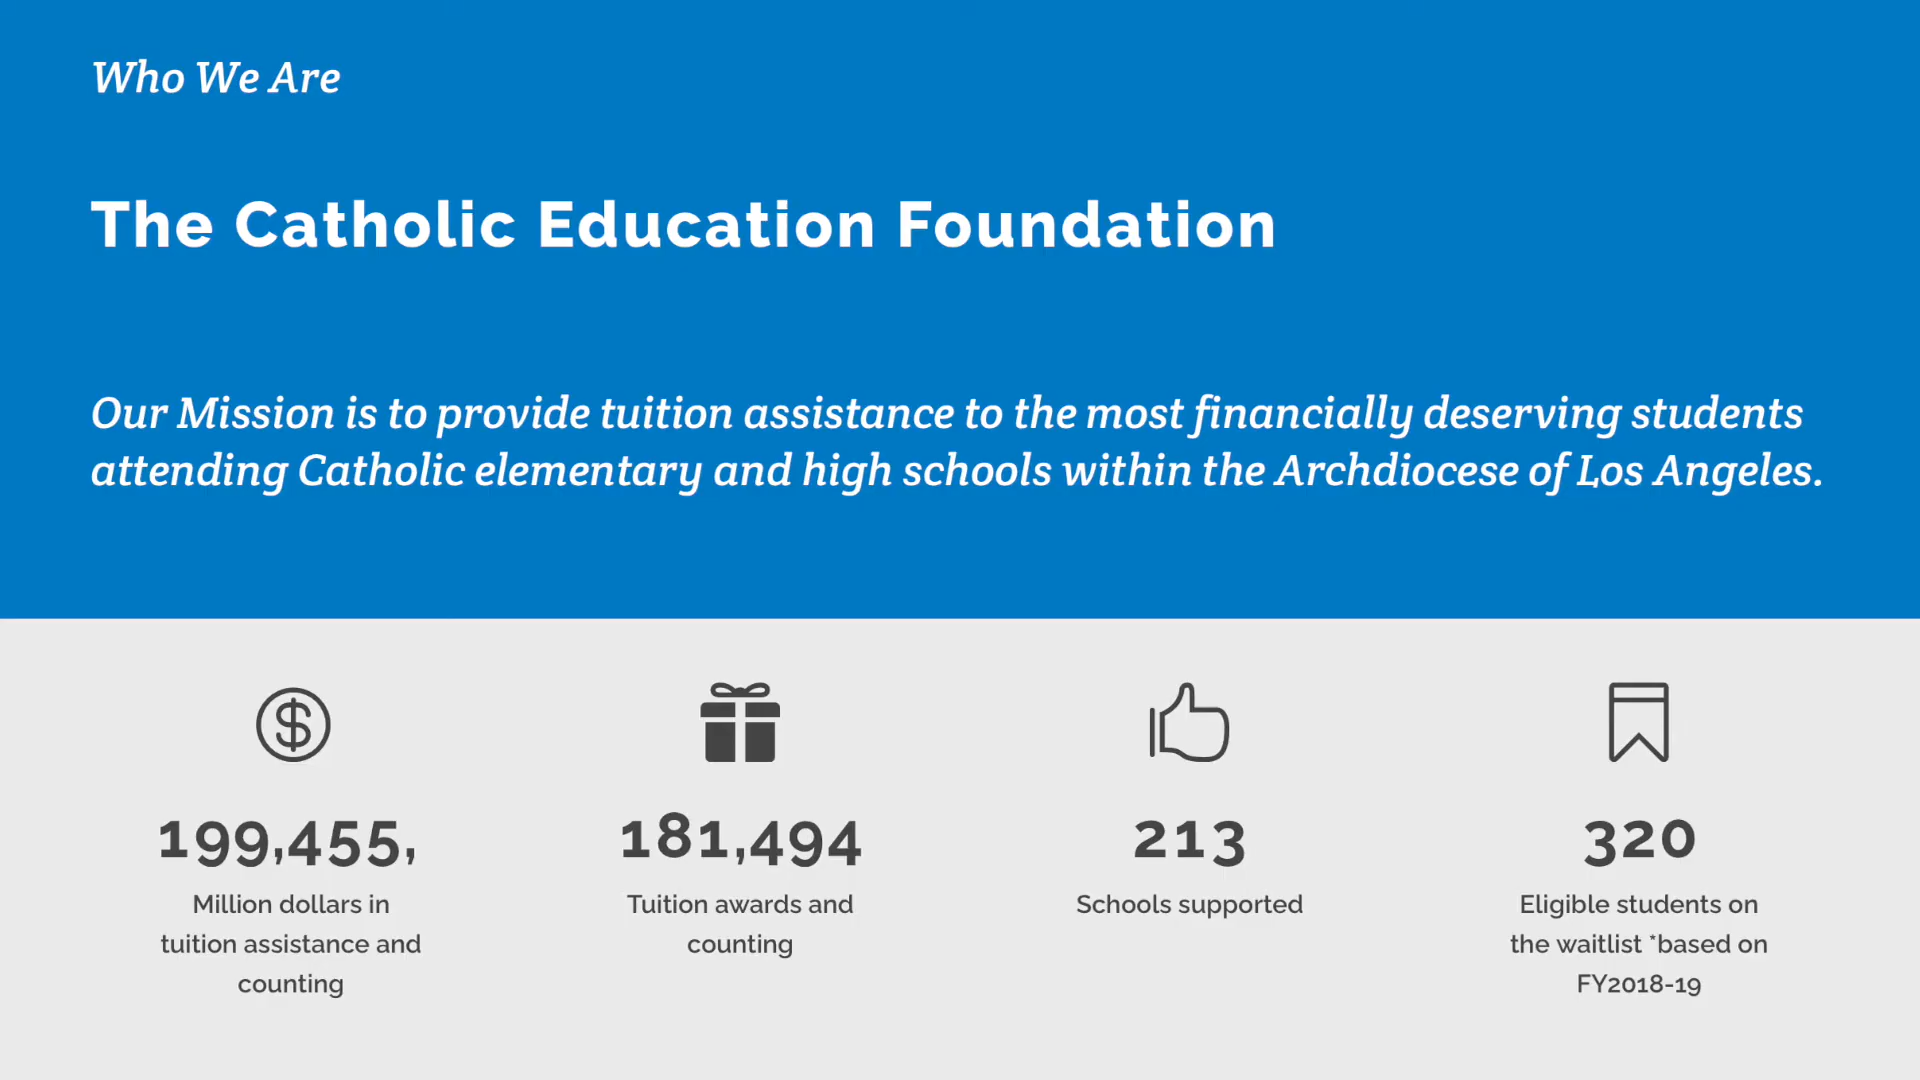 Who We Are
The Catholic Education Foundation
Our Mission is to provide tuition assistance to the most financially deserving students
attending Catholic elementary and high schools within the Archdiocese of Los Angeles.
199,455,
Million dollars in
tuition assistance and
counting
181,494
Tuition awards and
counting
213
Schools supported
320
Eligible students on
the waitlist *based on
FY2018-19